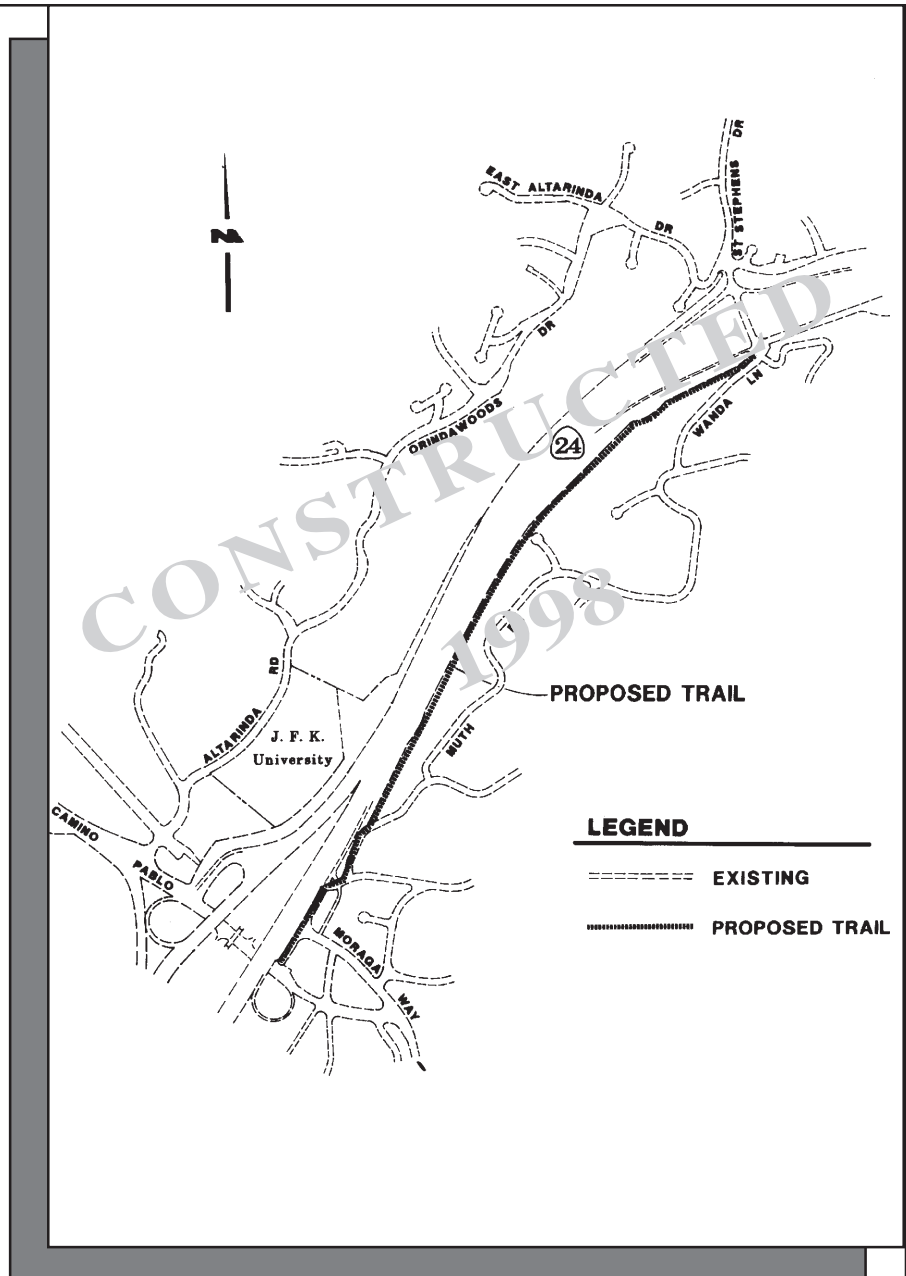 N
EAST ALTARINDA
DR
ST STEPHENS
DR
DR
ORINDAWOODS
24
WANDA LN
CONSTRUCTED
1998
PROPOSED TRAIL
ALTARINDA
RD
J. F. K.
University
MUTH
CAMINO
PABLO
MORAGA
WAY
LEGEND
EXISTING
PROPOSED TRAIL